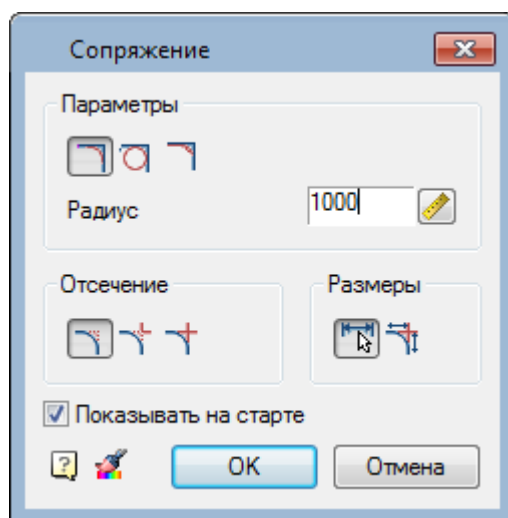 Сопряжение
Параметры
Радиус 1000
Отсечение Размеры
Показывать на старте
OK Отмена